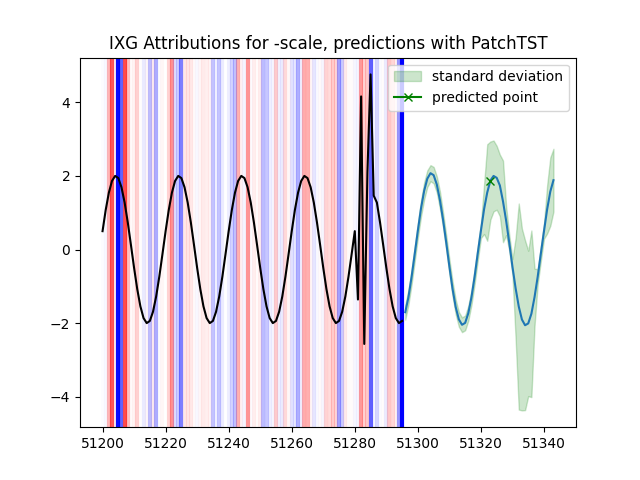 IXG Attributions for -scale, predictions with PatchTST
standard deviation
predicted point
4
2
0
−2
−4
51200 51220 51240 51260 51280 51300 51320 51340